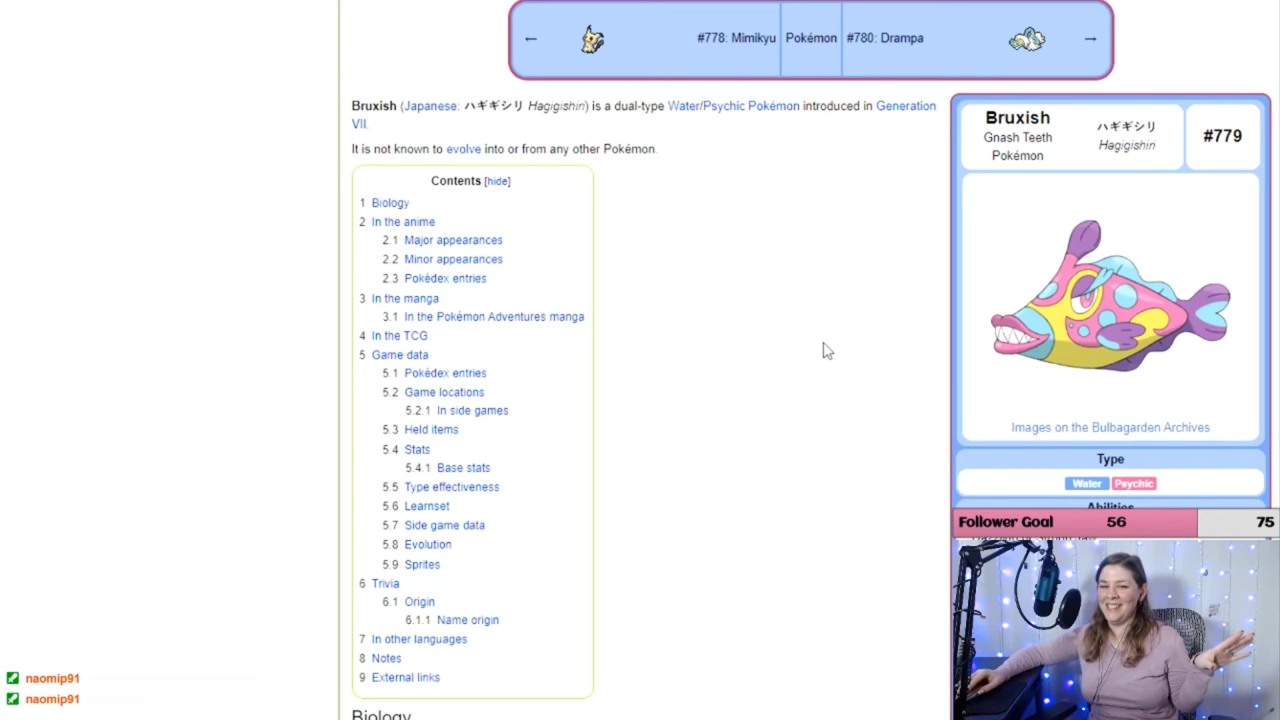 ←
#778: Mimikyu
Pokémon
#780: Drampa
→
Bruxish (Japanese: ハギギシリ Hagigishiri) is a dual-type Water/Psychic Pokémon introduced in Generation
VII.
It is not known to evolve into or from any other Pokémon.
Contents [hide]
1 Biology
2 In the anime
2.1 Major appearances
2.2 Minor appearances
2.3 Pokédex entries
3 In the manga
3.1 In the Pokémon Adventures manga
4 In the TCG
5 Game data
5.1 Pokédex entries
5.2 Game locations
5.2.1 In side games
5.3 Held items
5.4 Stats
5.4.1 Base stats
5.5 Type effectiveness
5.6 Learnset
5.7 Side game data
5.8 Evolution
5.9 Sprites
6 Trivia
6.1 Origin
6.1.1 Name origin
7 In other languages
8 Notes
9 External links
Biology
Bruxish
Gnash Teeth
Pokémon
ハギギシリ
Hagigishiri
#779
Images on the Bulbagarden Archives
Type
Water Psychic
Abilities
Follower Goal 56 75
naomip91
naomip91